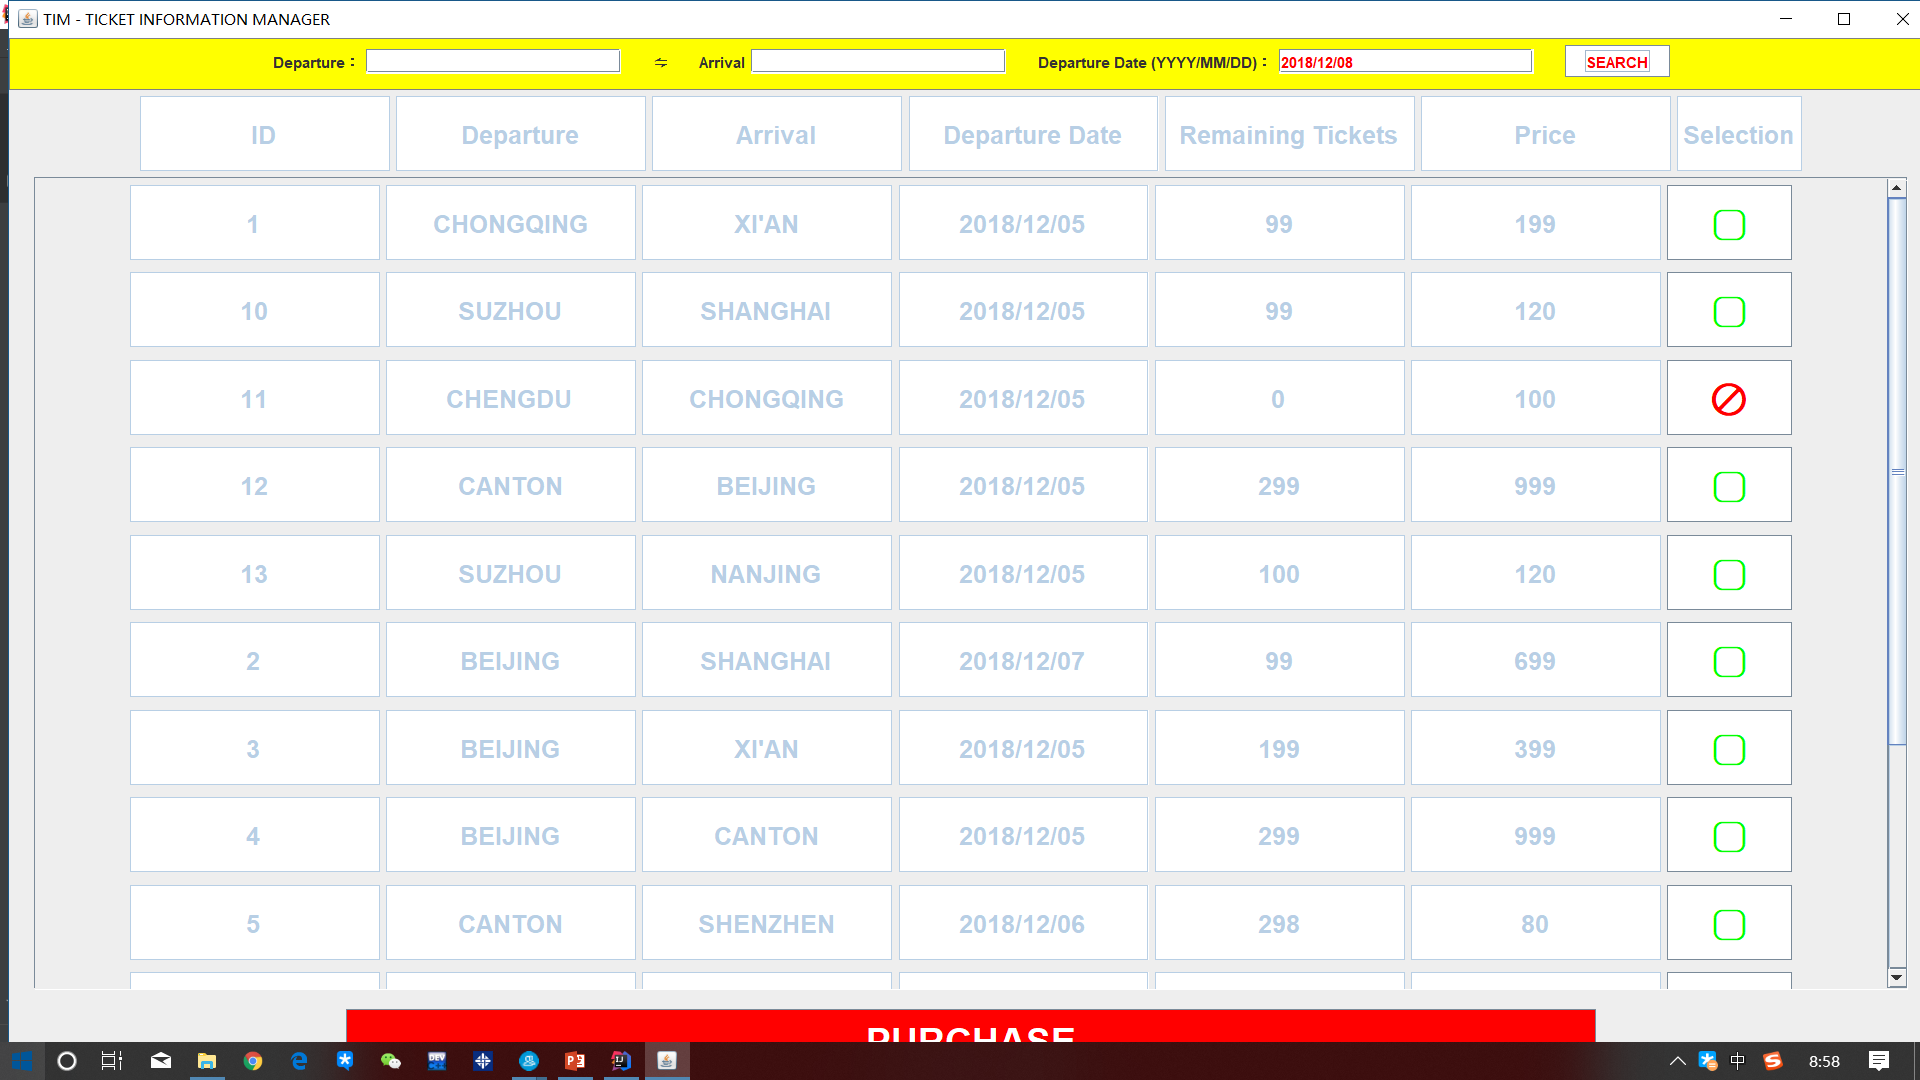 TIM - TICKET INFORMATION MANAGER
Departure： ⇋ Arrival Departure Date (YYYY/MM/DD)： 2018/12/08 SEARCH
ID Departure Arrival Departure Date Remaining Tickets Price Selection
1 CHONGQING XI'AN 2018/12/05 99 199
10 SUZHOU SHANGHAI 2018/12/05 99 120
11 CHENGDU CHONGQING 2018/12/05 0 100
12 CANTON BEIJING 2018/12/05 299 999
13 SUZHOU NANJING 2018/12/05 100 120
2 BEIJING SHANGHAI 2018/12/07 99 699
3 BEIJING XI'AN 2018/12/05 199 399
4 BEIJING CANTON 2018/12/05 299 999
5 CANTON SHENZHEN 2018/12/06 298 80
PURCHASE
DEV IJ 中 8:58